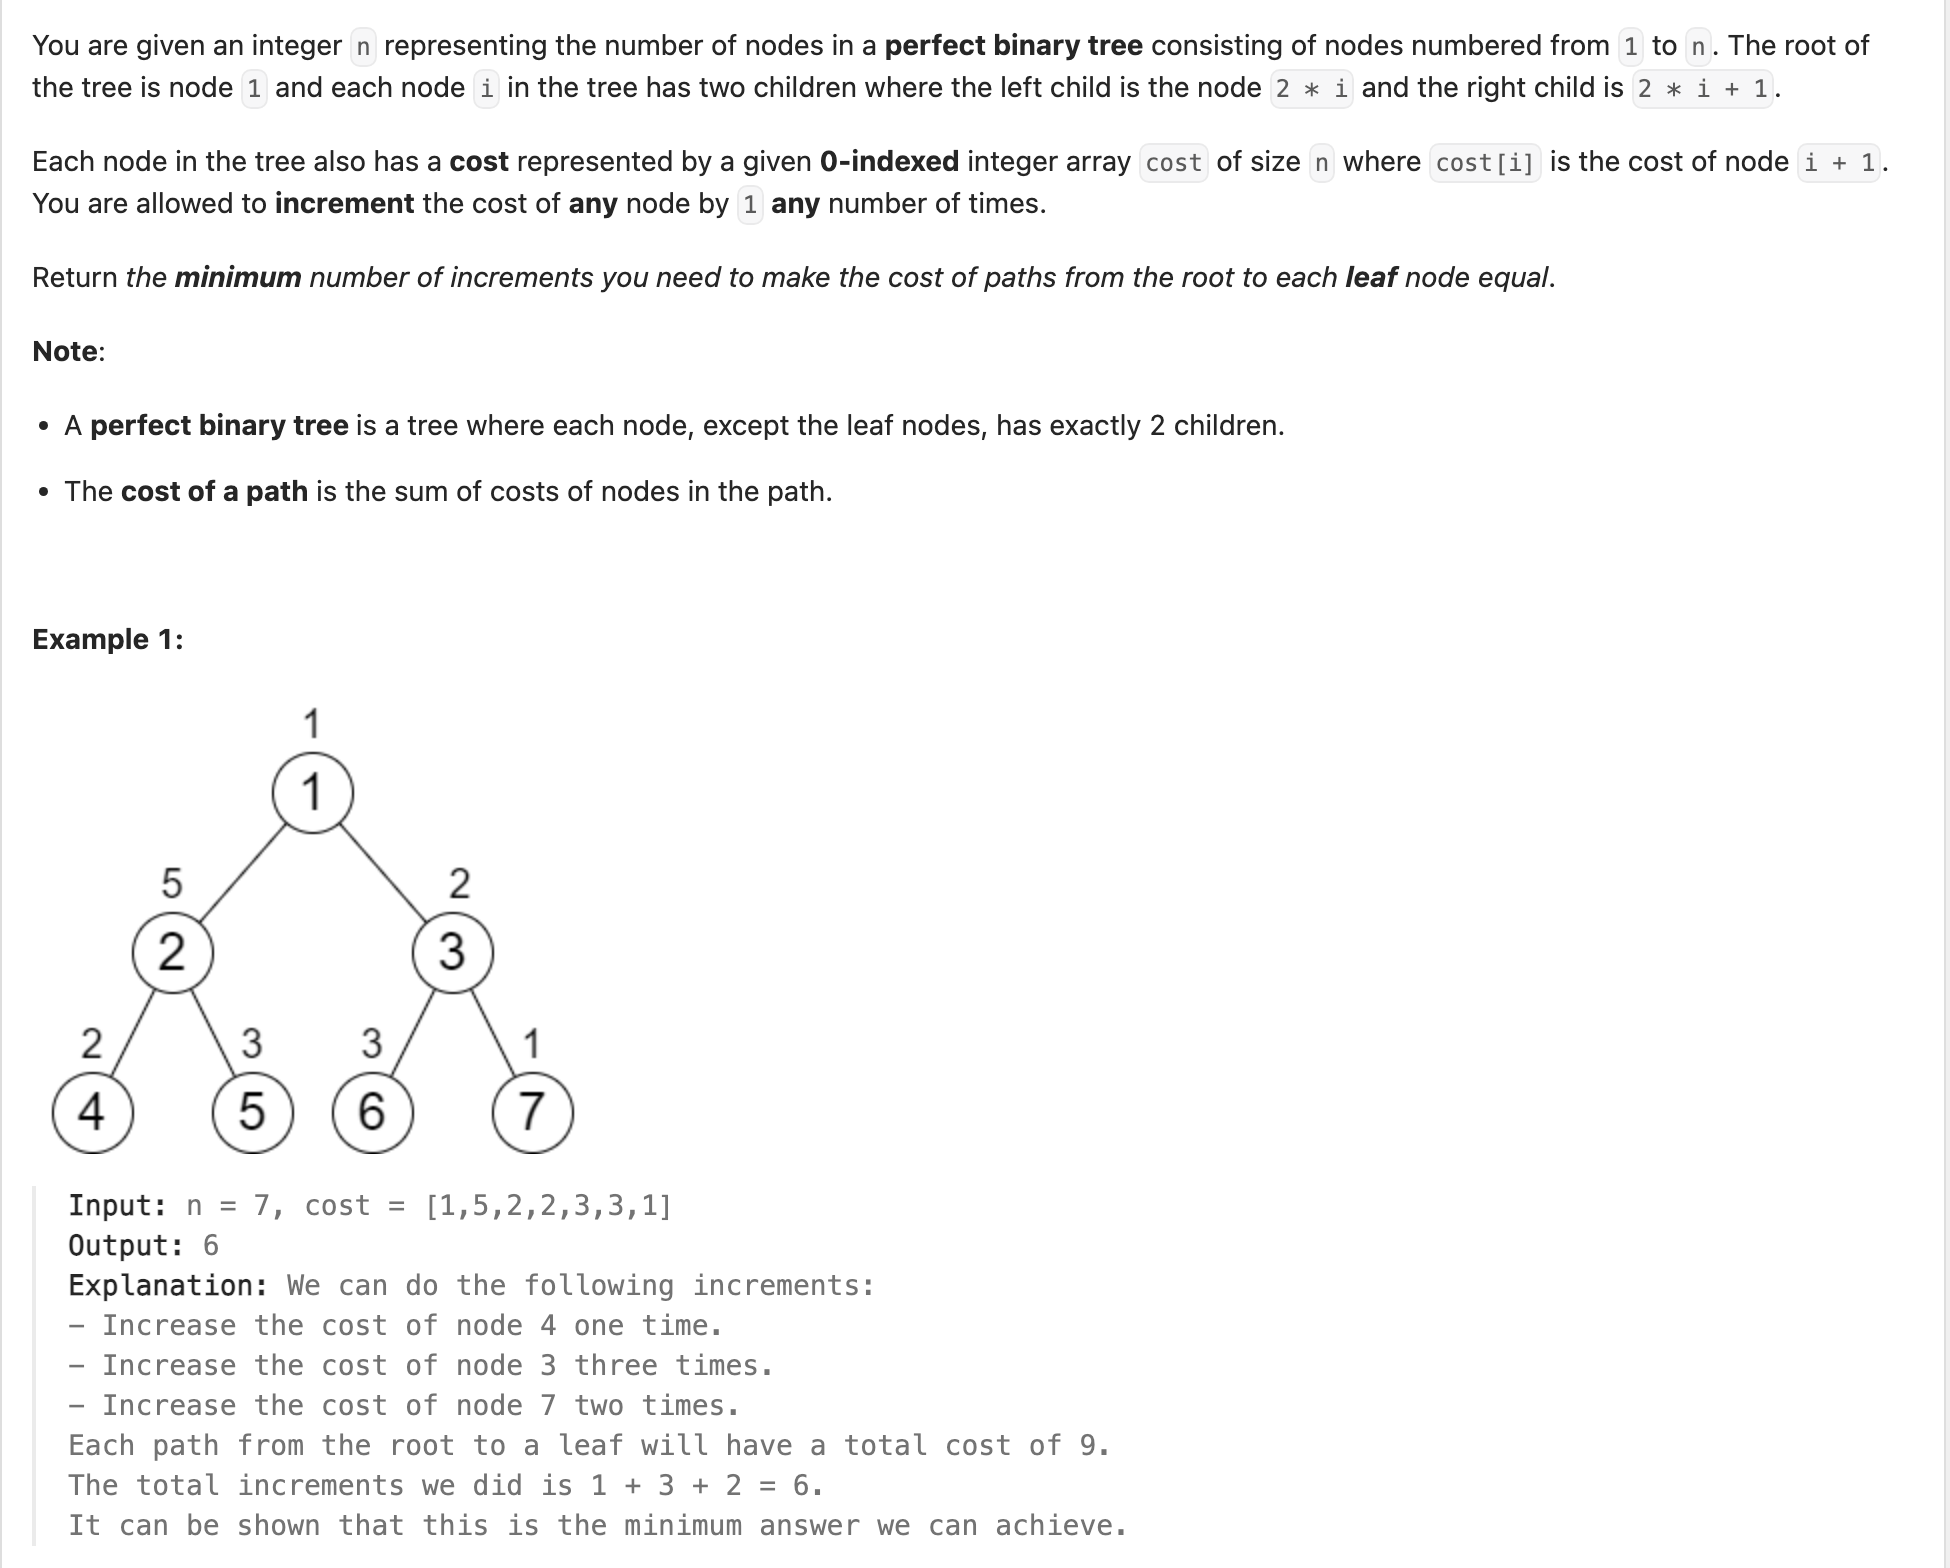 You are given an integer n representing the number of nodes in a perfect binary tree consisting of nodes numbered from 1 to n. The root of
the tree is node 1 and each node i in the tree has two children where the left child is the node 2 * i and the right child is 2 * i + 1.
Each node in the tree also has a cost represented by a given 0-indexed integer array cost of size n where cost[i] is the cost of node i + 1.
You are allowed to increment the cost of any node by 1 any number of times.
Return the minimum number of increments you need to make the cost of paths from the root to each leaf node equal.
Note:
• A perfect binary tree is a tree where each node, except the leaf nodes, has exactly 2 children.
• The cost of a path is the sum of costs of nodes in the path.
Example 1:
1
1
5 2
2 3
2 3 3 1
4 5 6 7
Input: n = 7, cost = [1,5,2,2,3,3,1]
Output: 6
Explanation: We can do the following increments:
- Increase the cost of node 4 one time.
- Increase the cost of node 3 three times.
- Increase the cost of node 7 two times.
Each path from the root to a leaf will have a total cost of 9.
The total increments we did is 1 + 3 + 2 = 6.
It can be shown that this is the minimum answer we can achieve.